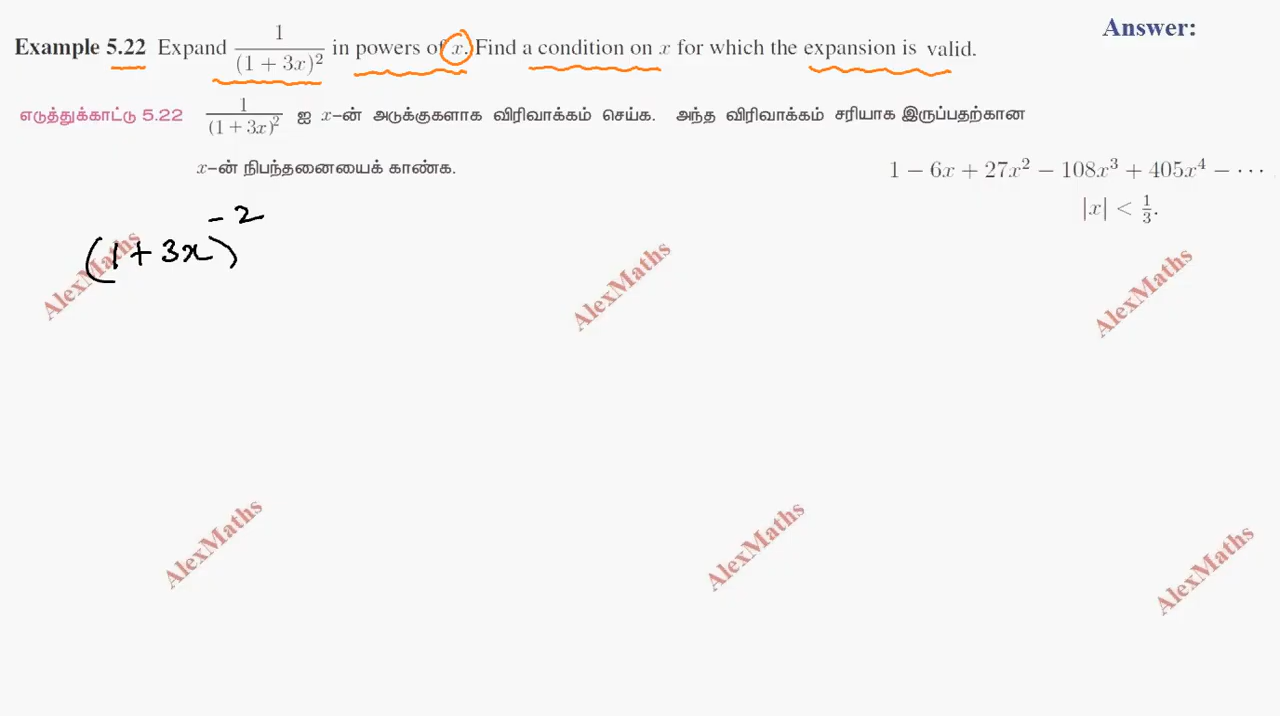 Answer:
Example 5.22 Expand 1/(1 + 3x)² in powers of x. Find a condition on x for which the expansion is valid.
எடுத்துக்காட்டு 5.22 1/(1 + 3x)² ஐ x-ன் அடுக்குகளாக விரிவாக்கம் செய்க. அந்த விரிவாக்கம் சரியாக இருப்பதற்கான
x-ன் நிபந்தனையைக் காண்க.
1 − 6x + 27x² − 108x³ + 405x⁴ − ···
|x| < 1/3.
(1 + 3x)⁻²
AlexMaths
AlexMaths
AlexMaths
AlexMaths
AlexMaths
AlexMaths